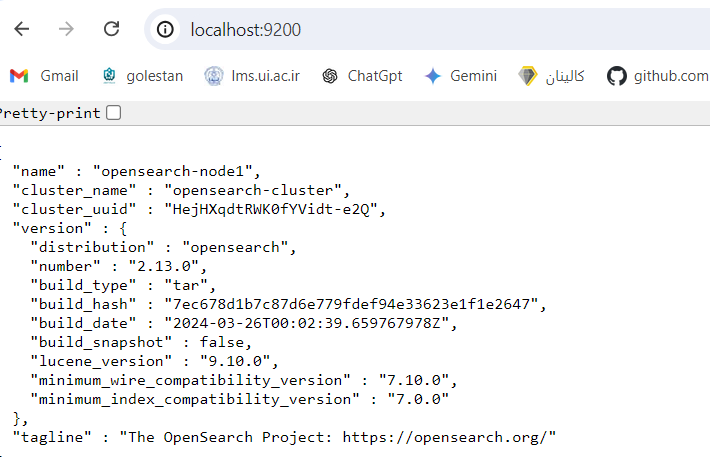 localhost:9200
Gmail golestan lms.ui.ac.ir ChatGpt Gemini کالینان github.com
Pretty-print
{
"name" : "opensearch-node1",
"cluster_name" : "opensearch-cluster",
"cluster_uuid" : "HejHXqdtRWK0fYVidt-e2Q",
"version" : {
"distribution" : "opensearch",
"number" : "2.13.0",
"build_type" : "tar",
"build_hash" : "7ec678d1b7c87d6e779fdef94e33623e1f1e2647",
"build_date" : "2024-03-26T00:02:39.659767978Z",
"build_snapshot" : false,
"lucene_version" : "9.10.0",
"minimum_wire_compatibility_version" : "7.10.0",
"minimum_index_compatibility_version" : "7.0.0"
},
"tagline" : "The OpenSearch Project: https://opensearch.org/"